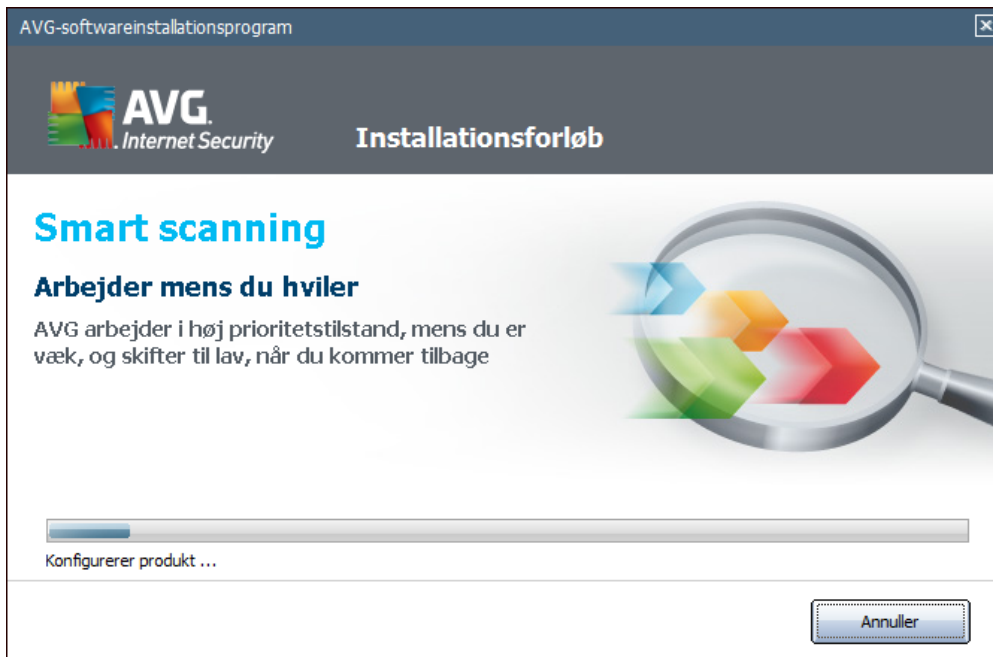 AVG-softwareinstallationsprogram
AVG.
Internet Security
Installationsforløb
Smart scanning
Arbejder mens du hviler
AVG arbejder i høj prioritetstilstand, mens du er
væk, og skifter til lav, når du kommer tilbage
Konfigurerer produkt ...
Annuller